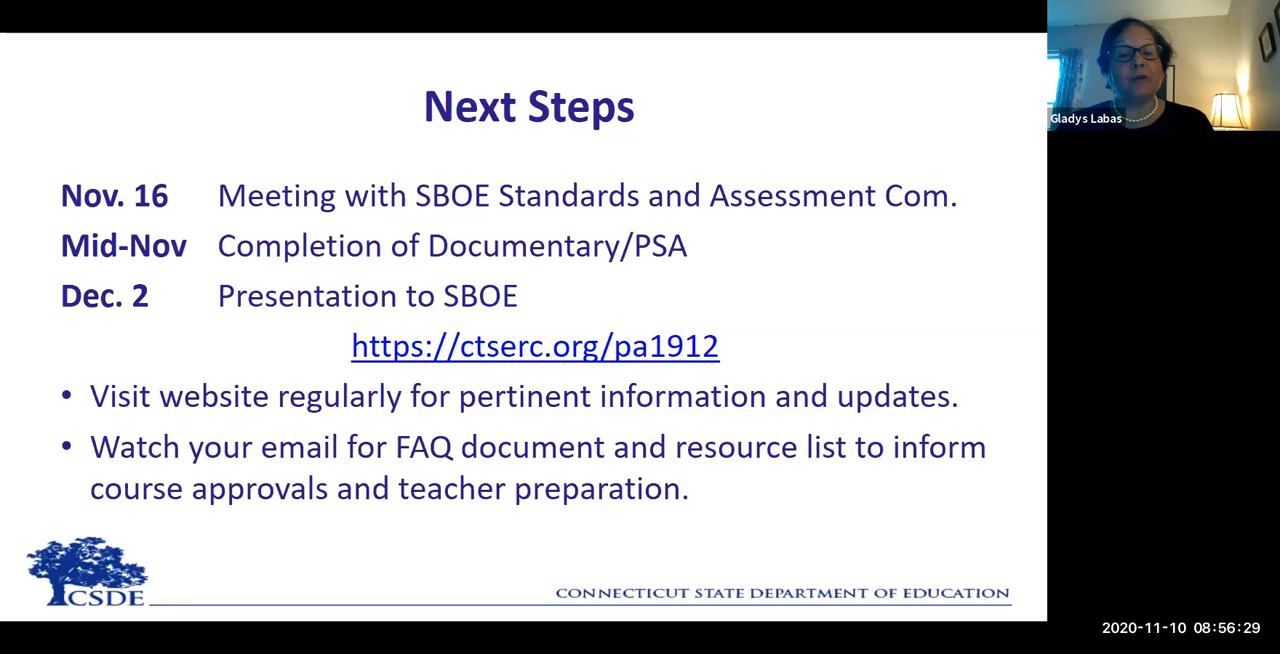 Next Steps
Gladys Labas
Nov. 16 Meeting with SBOE Standards and Assessment Com.
Mid-Nov Completion of Documentary/PSA
Dec. 2 Presentation to SBOE
https://ctserc.org/pa1912
• Visit website regularly for pertinent information and updates.
• Watch your email for FAQ document and resource list to inform
course approvals and teacher preparation.
CSDE
CONNECTICUT STATE DEPARTMENT OF EDUCATION
2020-11-10 08:56:29